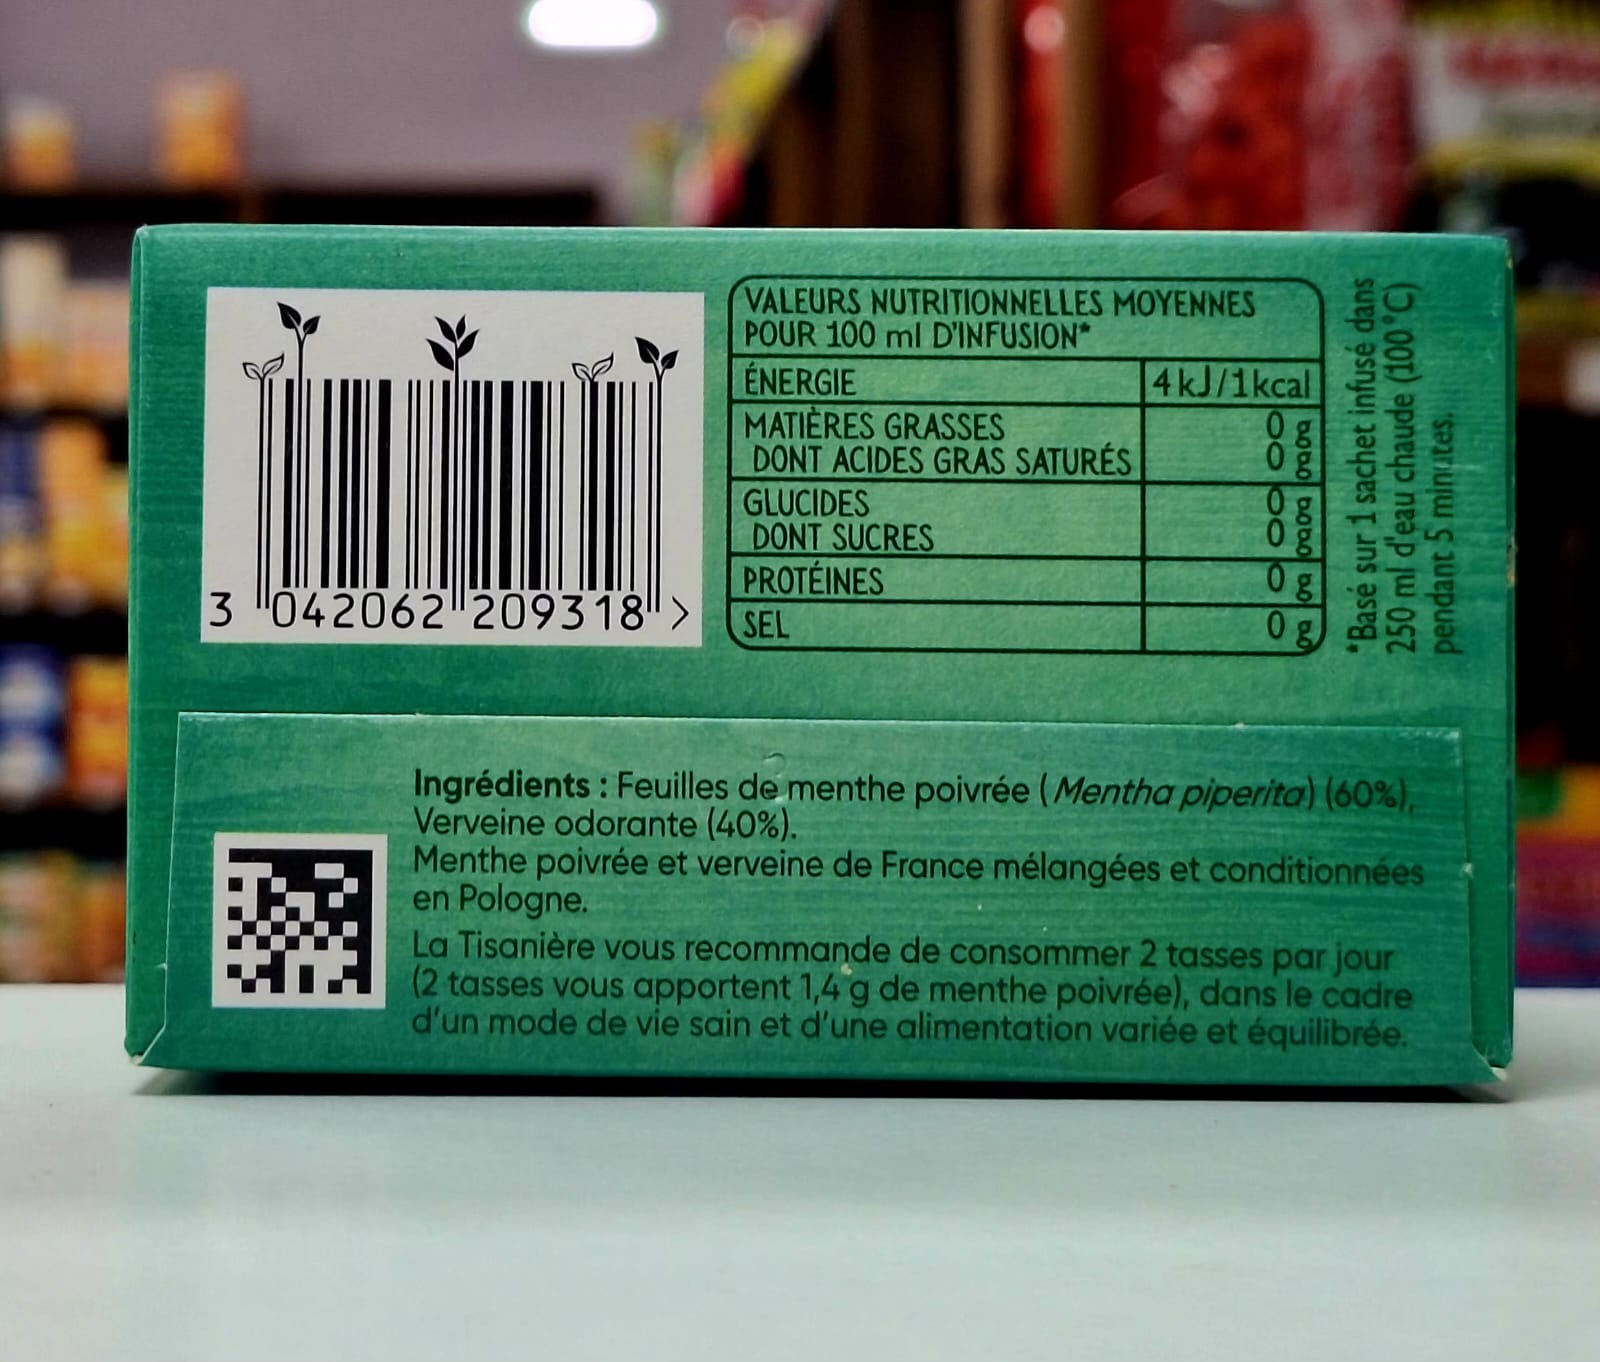 3 042062 209318 >
VALEURS NUTRITIONNELLES MOYENNES
POUR 100 ml D'INFUSION*
ÉNERGIE 4 kJ/1 kcal
MATIÈRES GRASSES 0 g
DONT ACIDES GRAS SATURÉS 0 g
GLUCIDES 0 g
DONT SUCRES 0 g
PROTÉINES 0 g
SEL 0 g
*Basé sur 1 sachet infusé dans
250 ml d'eau chaude (100°C)
pendant 5 minutes.
Ingrédients : Feuilles de menthe poivrée (Mentha piperita) (60%),
Verveine odorante (40%).
Menthe poivrée et verveine de France mélangées et conditionnées
en Pologne.
La Tisanière vous recommande de consommer 2 tasses par jour
(2 tasses vous apportent 1,4 g de menthe poivrée), dans le cadre
d'un mode de vie sain et d'une alimentation variée et équilibrée.